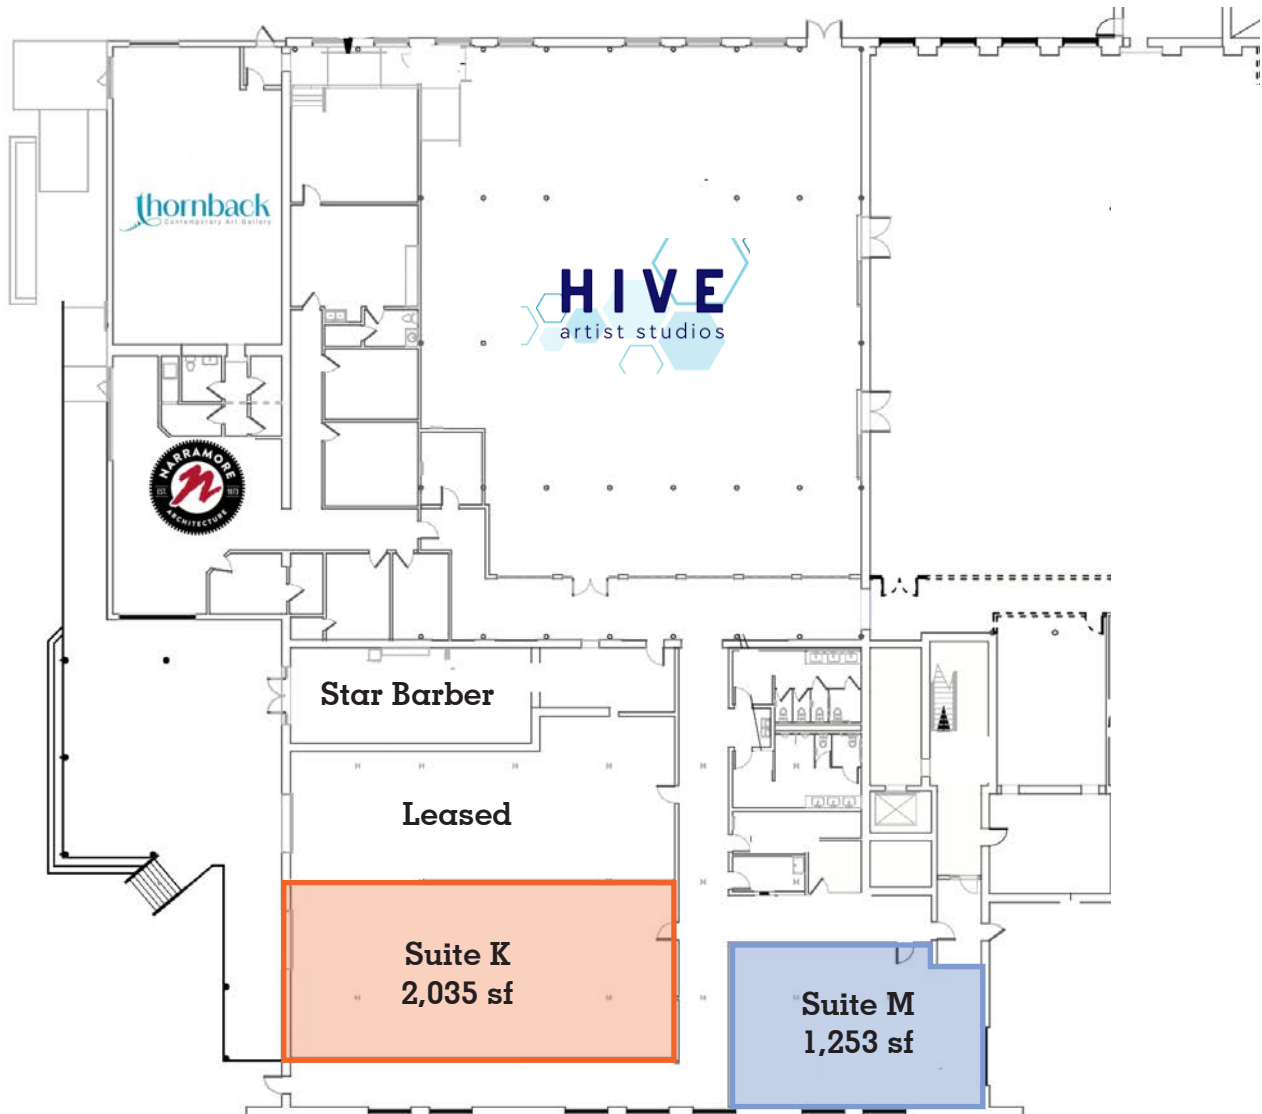 thornback
Contemporary Art Gallery
HIVE
artist studios
NARRAMORE
EST. 1973
ARCHITECTURE
Star Barber
Leased
Suite K
2,035 sf
Suite M
1,253 sf